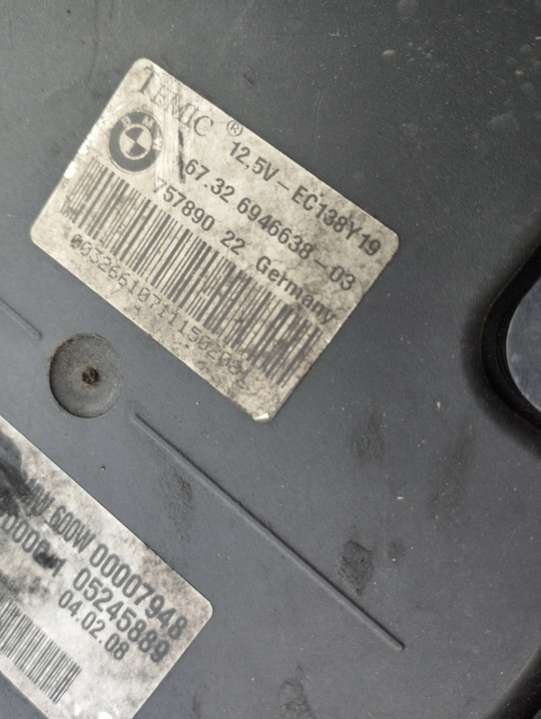 TEMIC ®
12,5V - EC138Y19
67.32 6946638 - 03
757890 22 Germany
600W 00007948
05245889
04.02.08